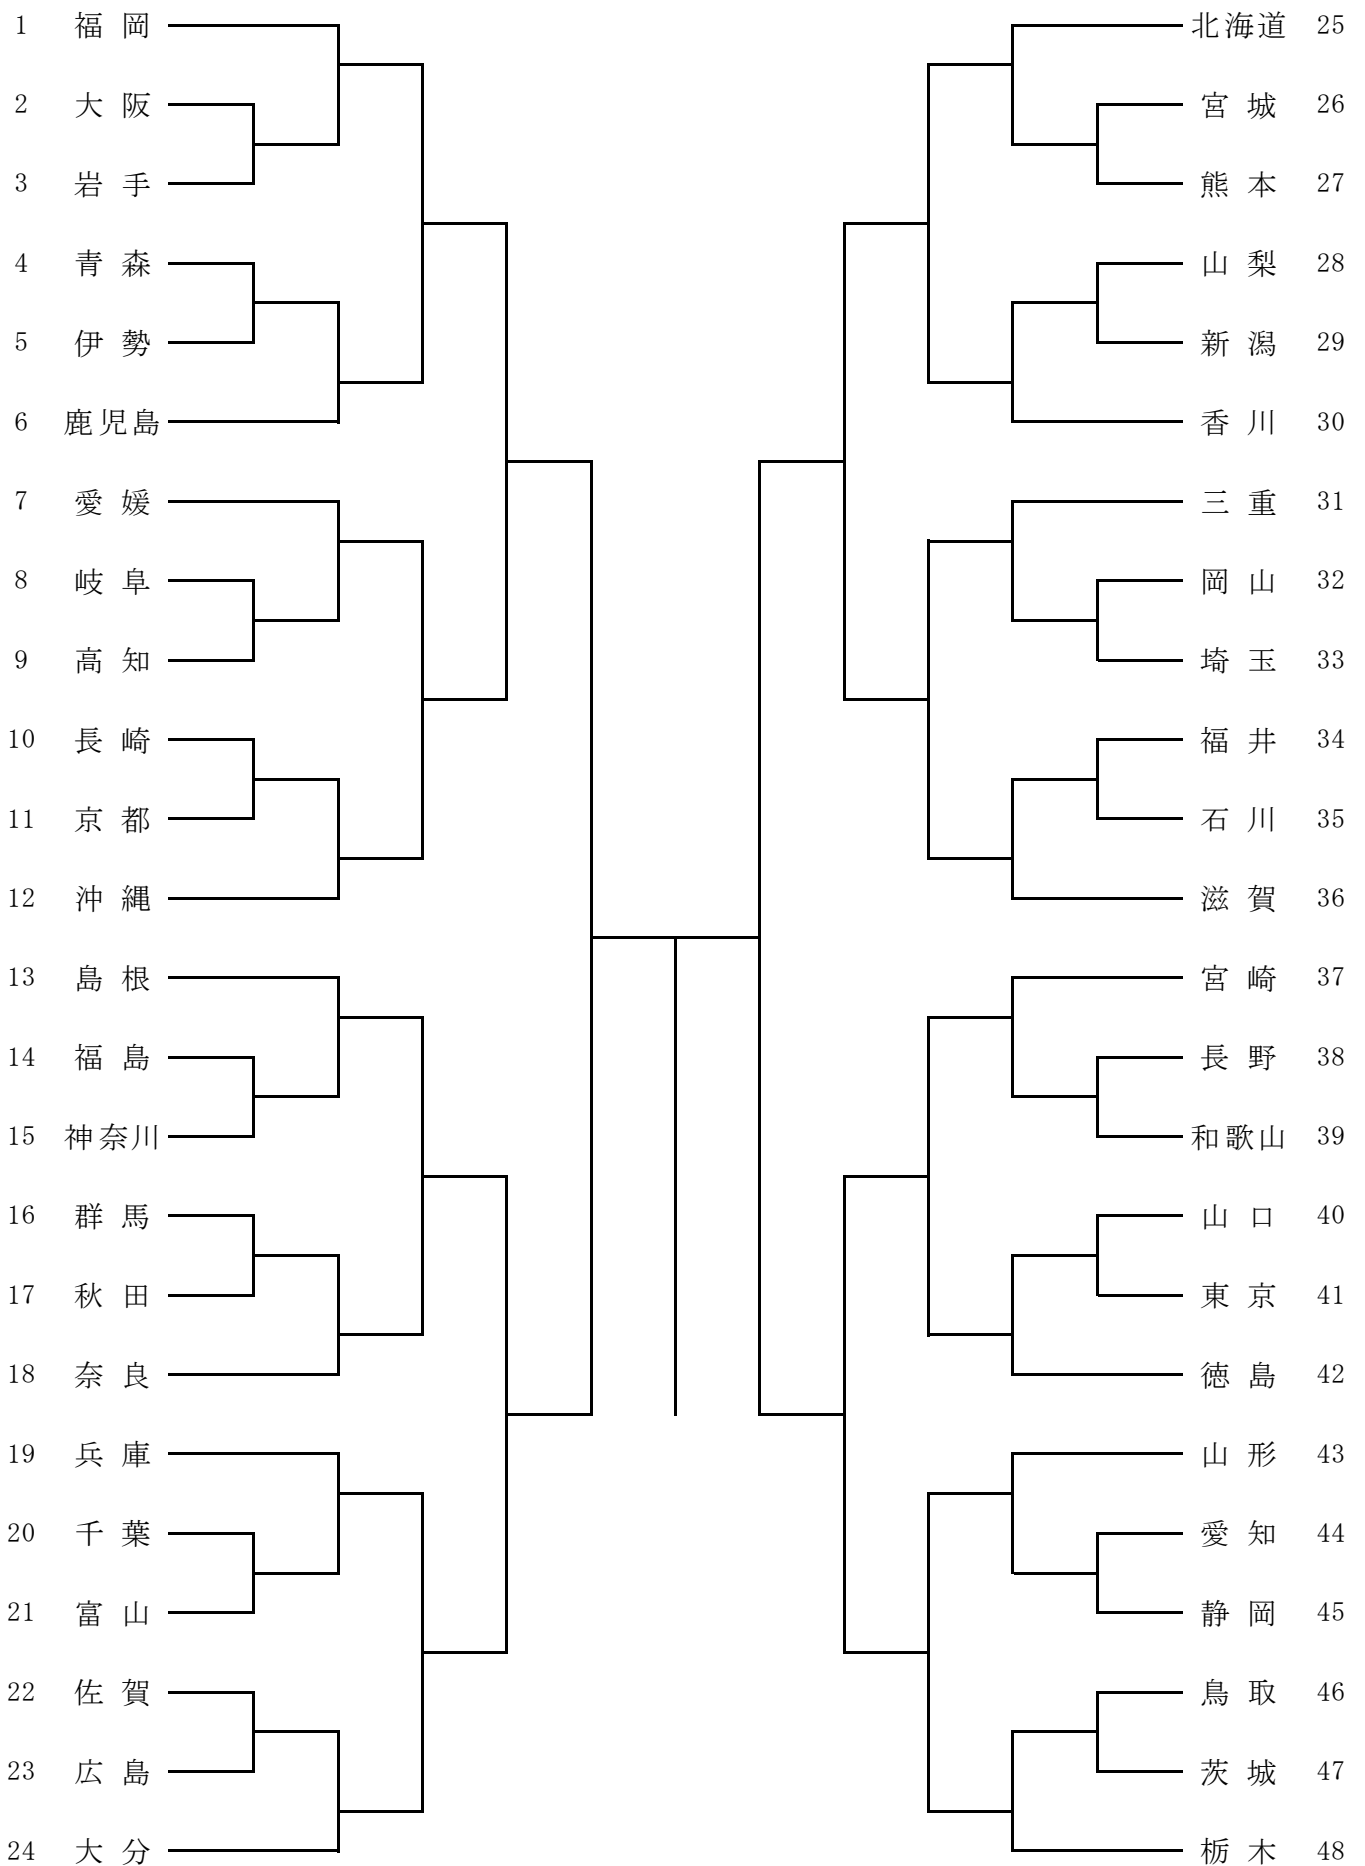 1 福岡
2 大阪
3 岩手
4 青森
5 伊勢
6 鹿児島
7 愛媛
8 岐阜
9 高知
10 長崎
11 京都
12 沖縄
13 島根
14 福島
15 神奈川
16 群馬
17 秋田
18 奈良
19 兵庫
20 千葉
21 富山
22 佐賀
23 広島
24 大分
北海道 25
宮城 26
熊本 27
山梨 28
新潟 29
香川 30
三重 31
岡山 32
埼玉 33
福井 34
石川 35
滋賀 36
宮崎 37
長野 38
和歌山 39
山口 40
東京 41
徳島 42
山形 43
愛知 44
静岡 45
鳥取 46
茨城 47
栃木 48